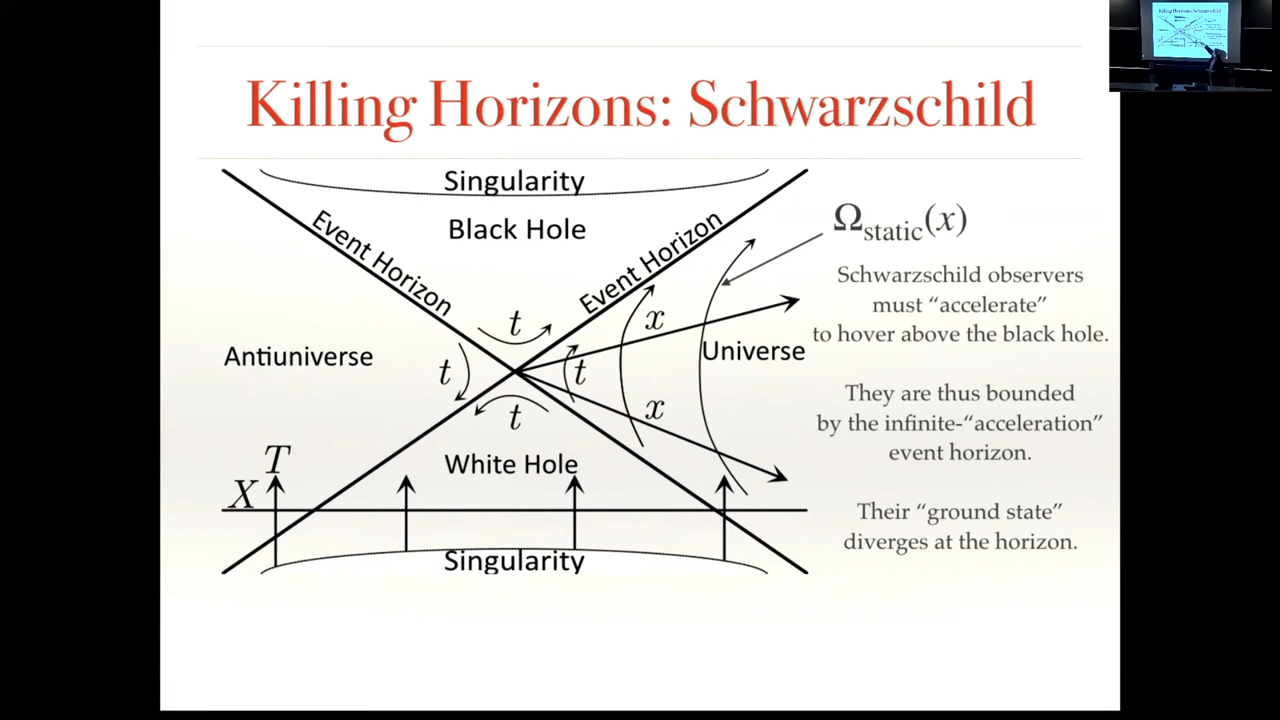 Killing Horizons: Schwarzschild
Singularity
Black Hole
Event Horizon
Event Horizon
Ω_static(x)
Schwarzschild observers
must “accelerate”
to hover above the black hole.
They are thus bounded
by the infinite-“acceleration”
event horizon.
Their “ground state”
diverges at the horizon.
t
x
Antiuniverse
t
t
Universe
t
x
White Hole
T
X
Singularity